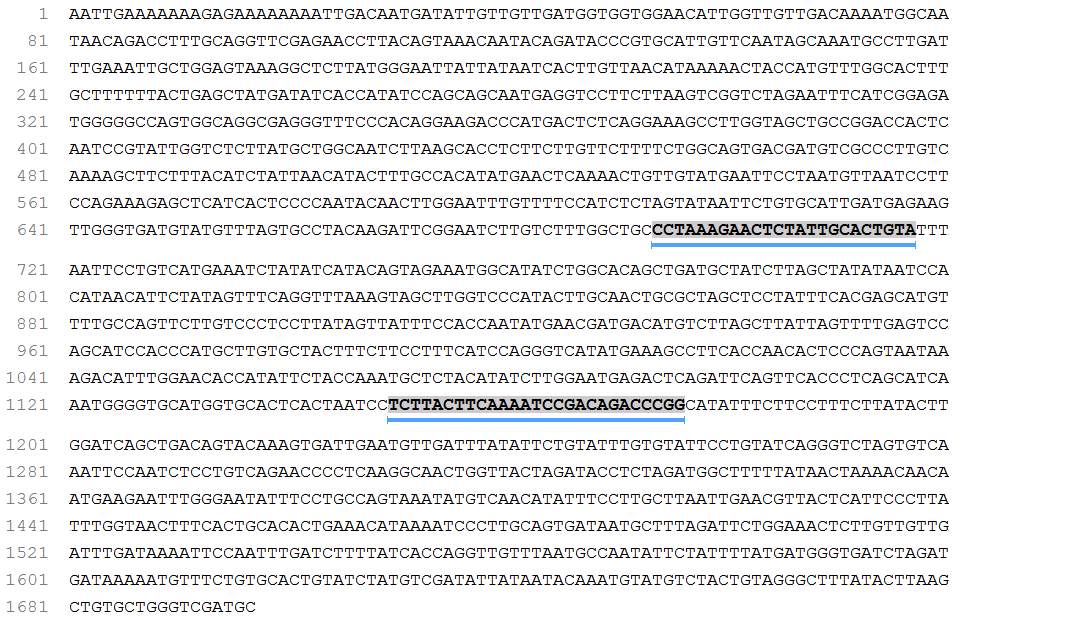 1 AATTGAAAAAAAGAGAAAAAAAATTGACAATGATATTGTTGTTGATGGTGGTGGAACATTGGTTGTTGACAAAATGGCAA
81 TAACAGACCTTTGCAGGTTCGAGAACCTTACAGTAAACAATACAGATACCCGTGCATTGTTCAATAGCAAATGCCTTGAT
161 TTGAAATTGCTGGAGTAAAGGCTCTTATGGGAATTATTATAATCACTTGTTAACATAAAAACTACCATGTTTGGCACTTT
241 GCTTTTTTACTGAGCTATGATATCACCATATCCAGCAGCAATGAGGTCCTTCTTAAGTCGGTCTAGAATTTCATCGGAGA
321 TGGGGGCCAGTGGCAGGCGAGGGTTTCCCACAGGAAGACCCATGACTCTCAGGAAAGCCTTGGTAGCTGCCGGACCACTC
401 AATCCGTATTGGTCTCTTATGCTGGCAATCTTAAGCACCTCTTCTTGTTCTTTTCTGGCAGTGACGATGTCGCCCTTGTC
481 AAAAGCTTCTTTACATCTATTAACATACTTTGCCACATATGAACTCAAAACTGTTGTATGAATTCCTAATGTTAATCCTT
561 CCAGAAAGAGCTCATCACTCCCCAATACAACTTGGAATTTGTTTTCCATCTCTAGTATAATTCTGTGCATTGATGAGAAG
641 TTGGGTGATGTATGTTTAGTGCCTACAAGATTCGGAATCTTGTCTTTGGCTGCCCTAAAGAACTCTATTGCACTGTATTT
721 AATTCCTGTCATGAAATCTATATCATACAGTAGAAATGGCATATCTGGCACAGCTGATGCTATCTTAGCTATATAATCCA
801 CATAACATTCTATAGTTTCAGGTTTAAAGTAGCTTGGTCCCATACTTGCAACTGCGCTAGCTCCTATTTCACGAGCATGT
881 TTTGCCAGTTCTTGTCCCTCCTTATAGTTATTTCCACCAATATGAACGATGACATGTCTTAGCTTATTAGTTTTGAGTCC
961 AGCATCCACCCATGCTTGTGCTACTTTCTTCCTTTCATCCAGGGTCATATGAAAGCCTTCACCAACACTCCCAGTAATAA
1041 AGACATTTGGAACACCATATTCTACCAAATGCTCTACATATCTTGGAATGAGACTCAGATTCAGTTCACCCTCAGCATCA
1121 AATGGGGTGCATGGTGCACTCACTAATCCTCTTACTTCAAAATCCGACAGACCCGGCATATTTCTTCCTTTCTTATACTT
1201 GGATCAGCTGACAGTACAAAGTGATTGAATGTTGATTTATATTCTGTATTTGTGTATTCCTGTATCAGGGTCTAGTGTCA
1281 AATTCCAATCTCCTGTCAGAACCCCTCAAGGCAACTGGTTACTAGATACCTCTAGATGGCTTTTTATAACTAAAACAACA
1361 ATGAAGAATTTGGGAATATTTCCTGCCAGTAAATATGTCAACATATTTCCTTGCTTAATTGAACGTTACTCATTCCCTTA
1441 TTTGGTAACTTTCACTGCACACTGAAACATAAAATCCCTTGCAGTGATAATGCTTTAGATTCTGGAAACTCTTGTTGTTG
1521 ATTTGATAAAATTCCAATTTGATCTTTTATCACCAGGTTGTTTAATGCCAATATTCTATTTTATGATGGGTGATCTAGAT
1601 GATAAAAATGTTTCTGTGCACTGTATCTATGTCGATATTATAATACAAATGTATGTCTACTGTAGGGCTTTATACTTAAG
1681 CTGTGCTGGGTCGATGC